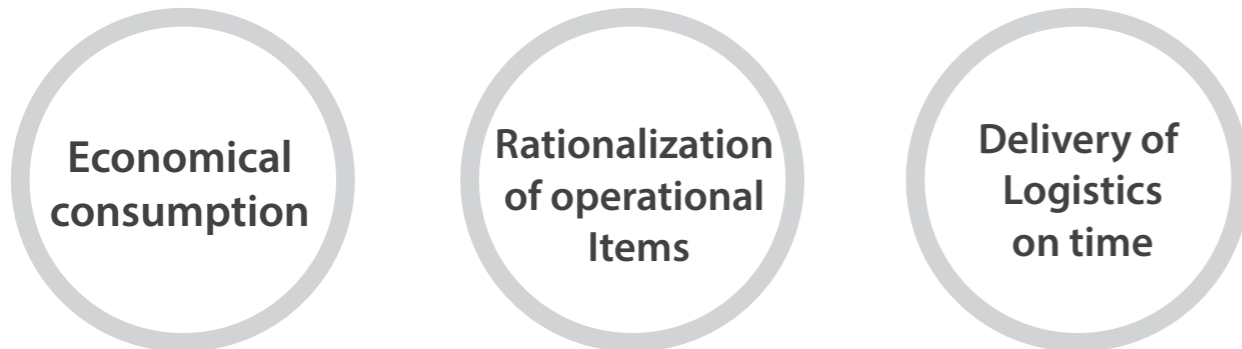 Economical
consumption
Rationalization
of operational
Items
Delivery of
Logistics
on time